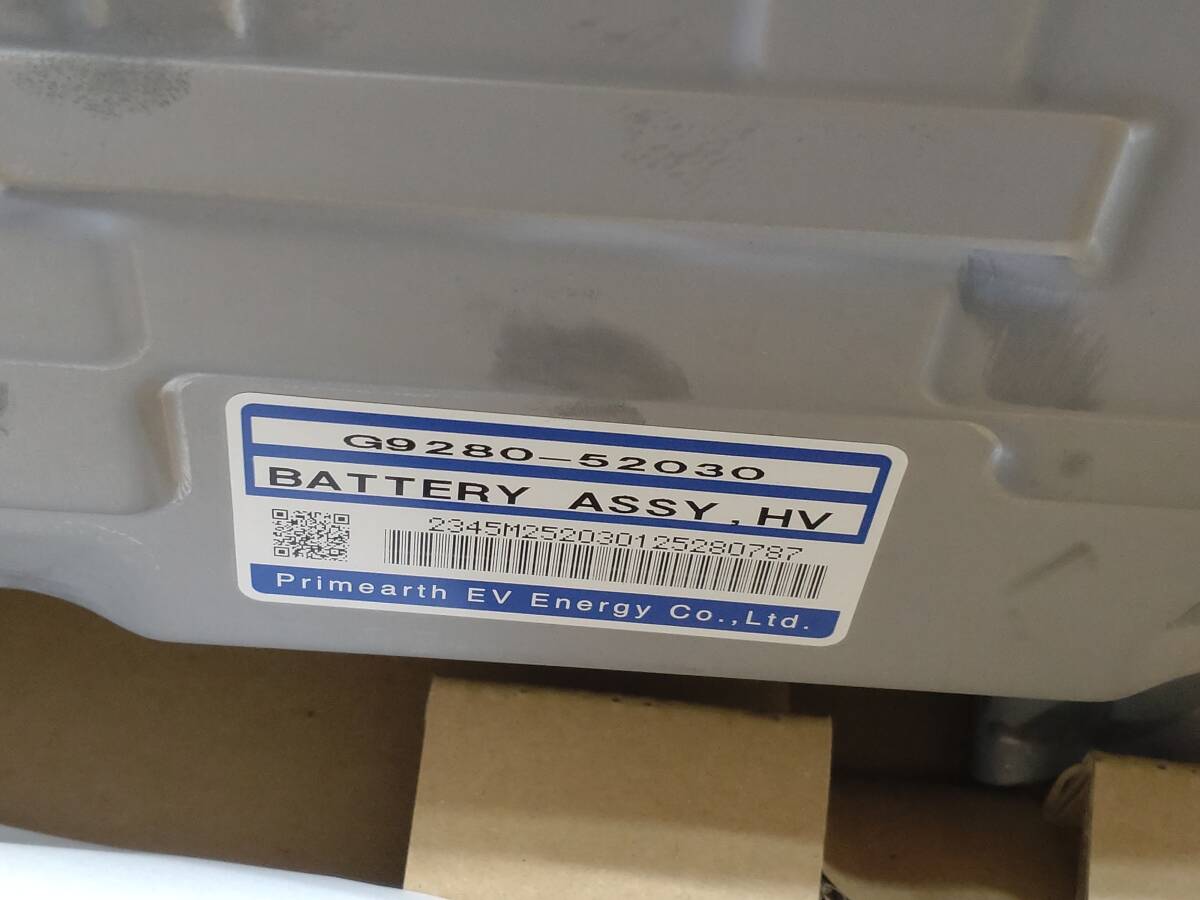 G9280-52030
BATTERY ASSY,HV
2345M252030125280787
Primearth EV Energy Co.,Ltd.